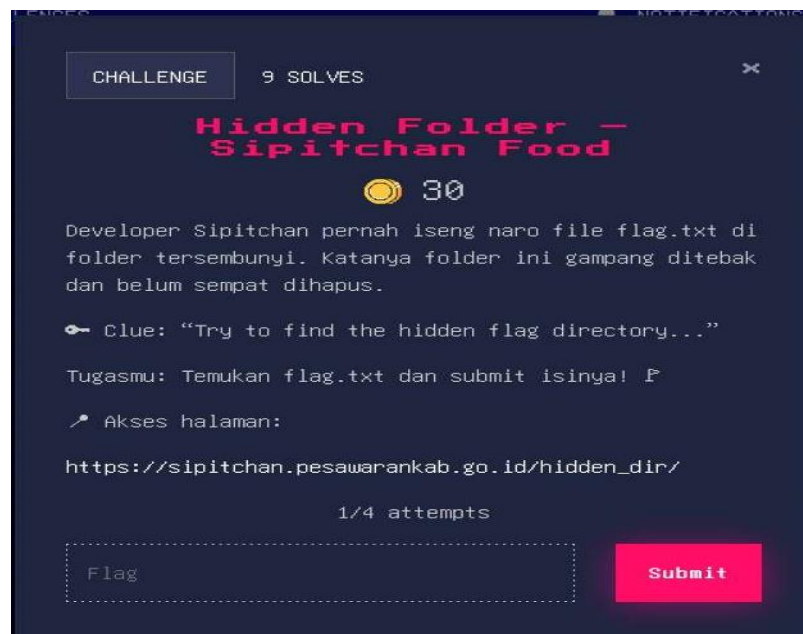 CHALLENGE
9 SOLVES
×
Hidden Folder –
Sipitchan Food
30
Developer Sipitchan pernah iseng naro file flag.txt di
folder tersembunyi. Katanya folder ini gampang ditebak
dan belum sempat dihapus.
Clue: “Try to find the hidden flag directory...”
Tugasmu: Temukan flag.txt dan submit isinya!
Akses halaman:
https://sipitchan.pesawarankab.go.id/hidden_dir/
1/4 attempts
Flag
Submit